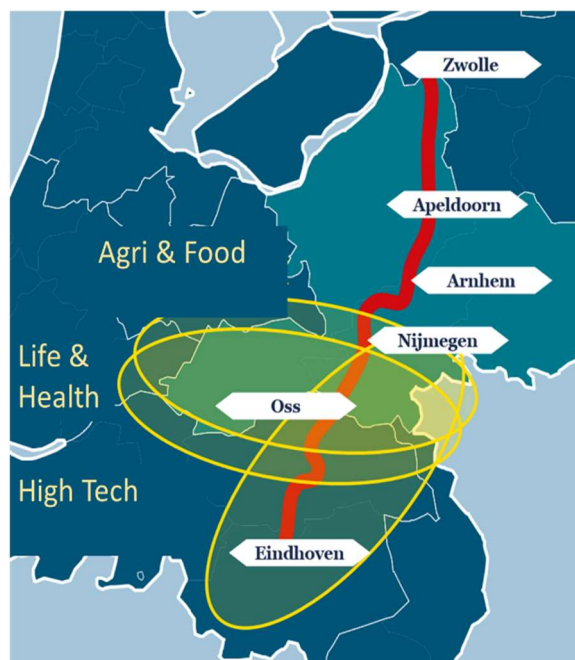 Zwolle
Apeldoorn
Agri & Food
Arnhem
Nijmegen
Life &
Health
Oss
High Tech
Eindhoven